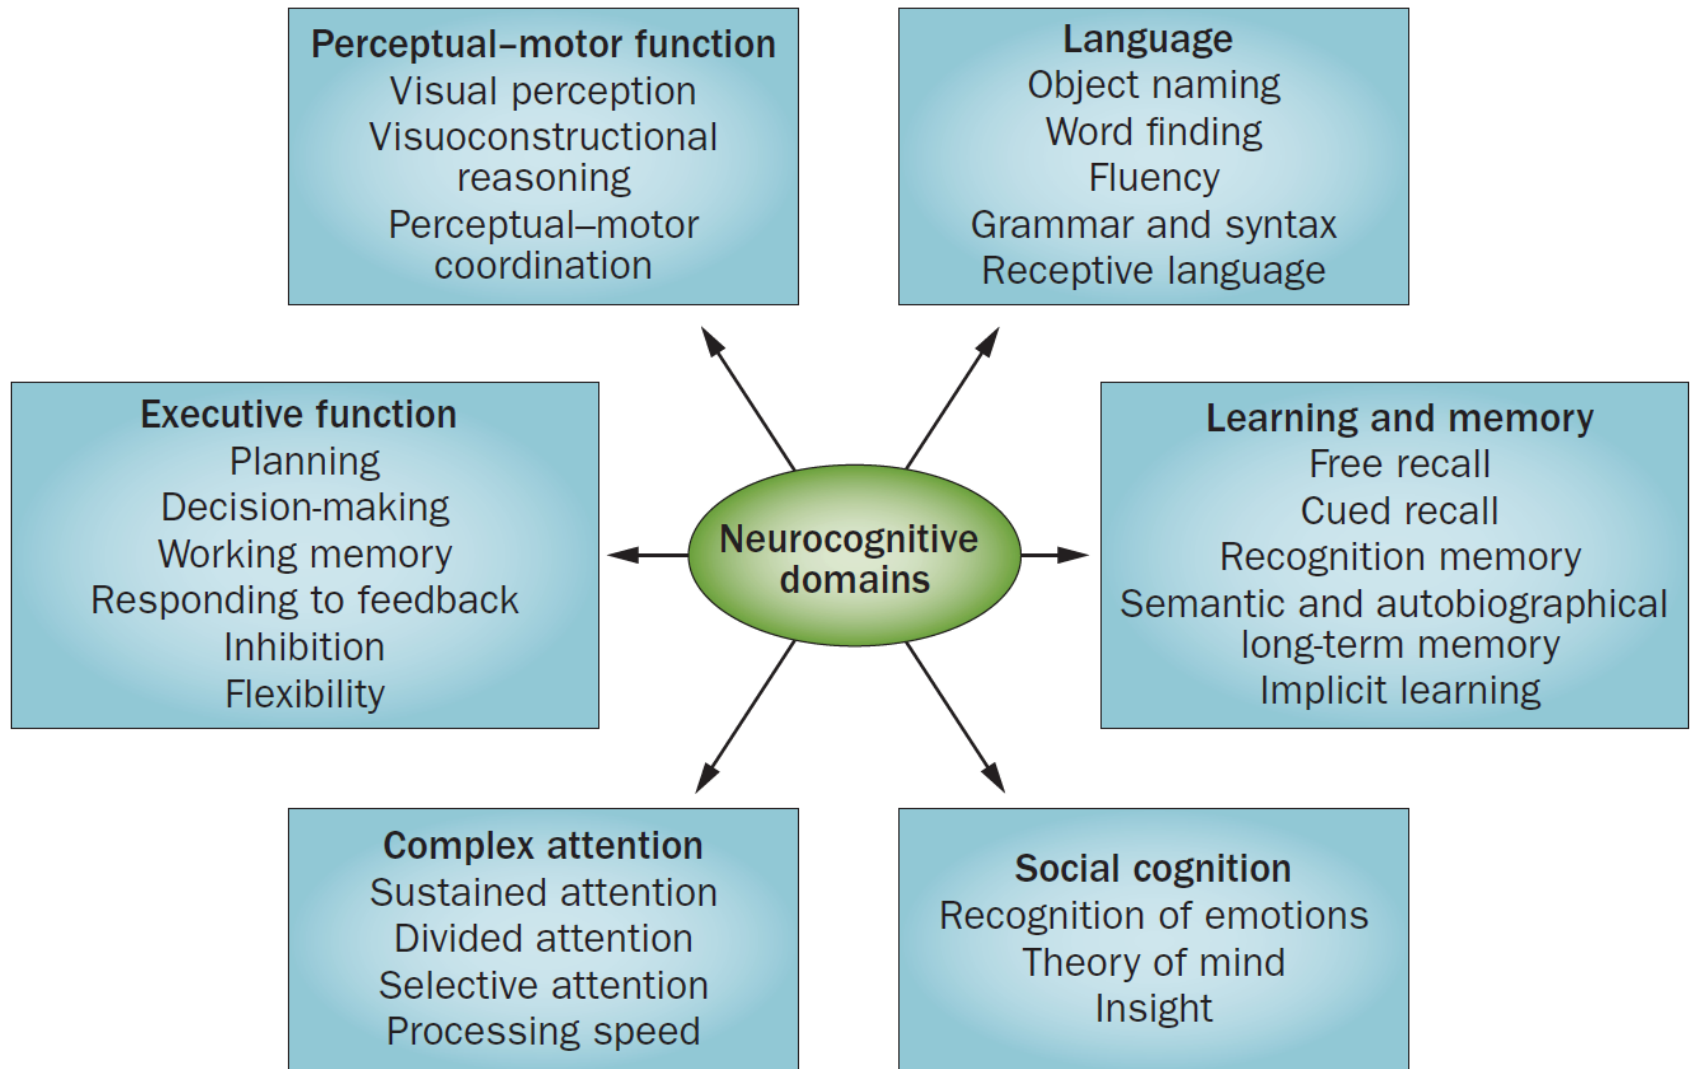 Perceptual–motor function
Visual perception
Visuoconstructional
reasoning
Perceptual–motor
coordination
Language
Object naming
Word finding
Fluency
Grammar and syntax
Receptive language
Executive function
Planning
Decision-making
Working memory
Responding to feedback
Inhibition
Flexibility
Neurocognitive
domains
Learning and memory
Free recall
Cued recall
Recognition memory
Semantic and autobiographical
long-term memory
Implicit learning
Complex attention
Sustained attention
Divided attention
Selective attention
Processing speed
Social cognition
Recognition of emotions
Theory of mind
Insight